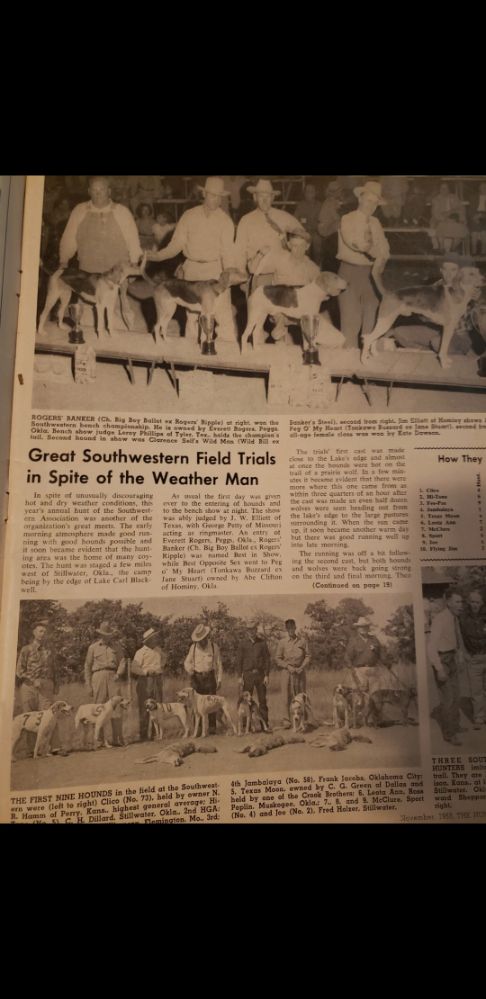 ROGERS' BANKER (Ch. Big Boy Ballot ex Rogers' Ripple) at right, won the
Southwestern bench championship. He is owned by Everett Rogers, Peggs,
Okla. Bench show judge Leroy Phillips of Tyler, Tex., holds the champion's
tail. Second hound in show was Clarence Self's Wild Man (Wild Bill ex
Banker's Steel), second from right. Jim Elliott of Hominy shows
Peg O' My Heart (Tonkawa Buzzard ex Jane Stuart), second
all-age female class was won by Kate Dawson.
Great Southwestern Field Trials
in Spite of the Weather Man
In spite of unusually discouraging
hot and dry weather conditions, this
year's annual hunt of the Southwest-
ern Association was another of the
organization's great meets. The early
morning atmosphere made good run-
ning with good hounds possible and
it soon became evident that the hunt-
ing area was the home of many coy-
otes. The hunt was staged a few miles
west of Stillwater, Okla., the camp
being by the edge of Lake Carl Black-
well.
As usual the first day was given
over to the entering of hounds and
to the bench show at night. The show
was ably judged by J. W. Elliott of
Texas, with George Patty of Missouri
acting as ringmaster. An entry of
Everett Rogers, Peggs, Okla., Rogers'
Banker (Ch. Big Boy Ballot ex Rogers'
Ripple) was named Best in Show,
while Best Opposite Sex went to Peg
o' My Heart (Tonkawa Buzzard ex
Jane Stuart) owned by Abe Clifton
of Hominy, Okla.
The trials' first cast was made
close to the Lake's edge and almost
at once the hounds were hot on the
trail of a prairie wolf. In a few min-
utes it became evident that there were
more where this one came from as
within three quarters of an hour after
the cast was made an even half dozen
wolves were seen heading out from
the lake's edge to the large pastures
surrounding it. When the sun came
up, it soon became another warm day
but there was good running well up
into late morning.
The running was off a bit follow-
ing the second cast, but both hounds
and wolves were back going strong
on the third and final morning. Then
(Continued on page 19)
How They
1. Clico
2. Hi-Tone
4. Jambalaya
5. Texas Moon
6. Lenia Ann
7. McClure
8. Sport
9. Joe
10. Flying Jim
THE FIRST NINE HOUNDS in the field at the Southwest-
ern were (left to right) Clico (No. 73), held by owner N.
R. Hamm of Perry, Kans., highest general average; Hi-
C. H. Dillard, Stillwater, Okla., 2nd HGA;
Flemington, Mo., 3rd;
4th Jambalaya (No. 58), Frank Jacobs, Oklahoma City;
5, Texas Moon, owned by C. G. Green of Dallas and
held by one of the Crook Brothers; 6, Lenia Ann, Ross
Poplin, Muskogee, Okla.; 7, 8, and 9, McClure, Sport
(No. 4) and Joe (No. 2), Fred Holzer, Stillwater.
THREE SOUT
HUNTERS
trail. They are
Stillwater, Okl
ward Sheppar
right.
November, 1955, THE HUN